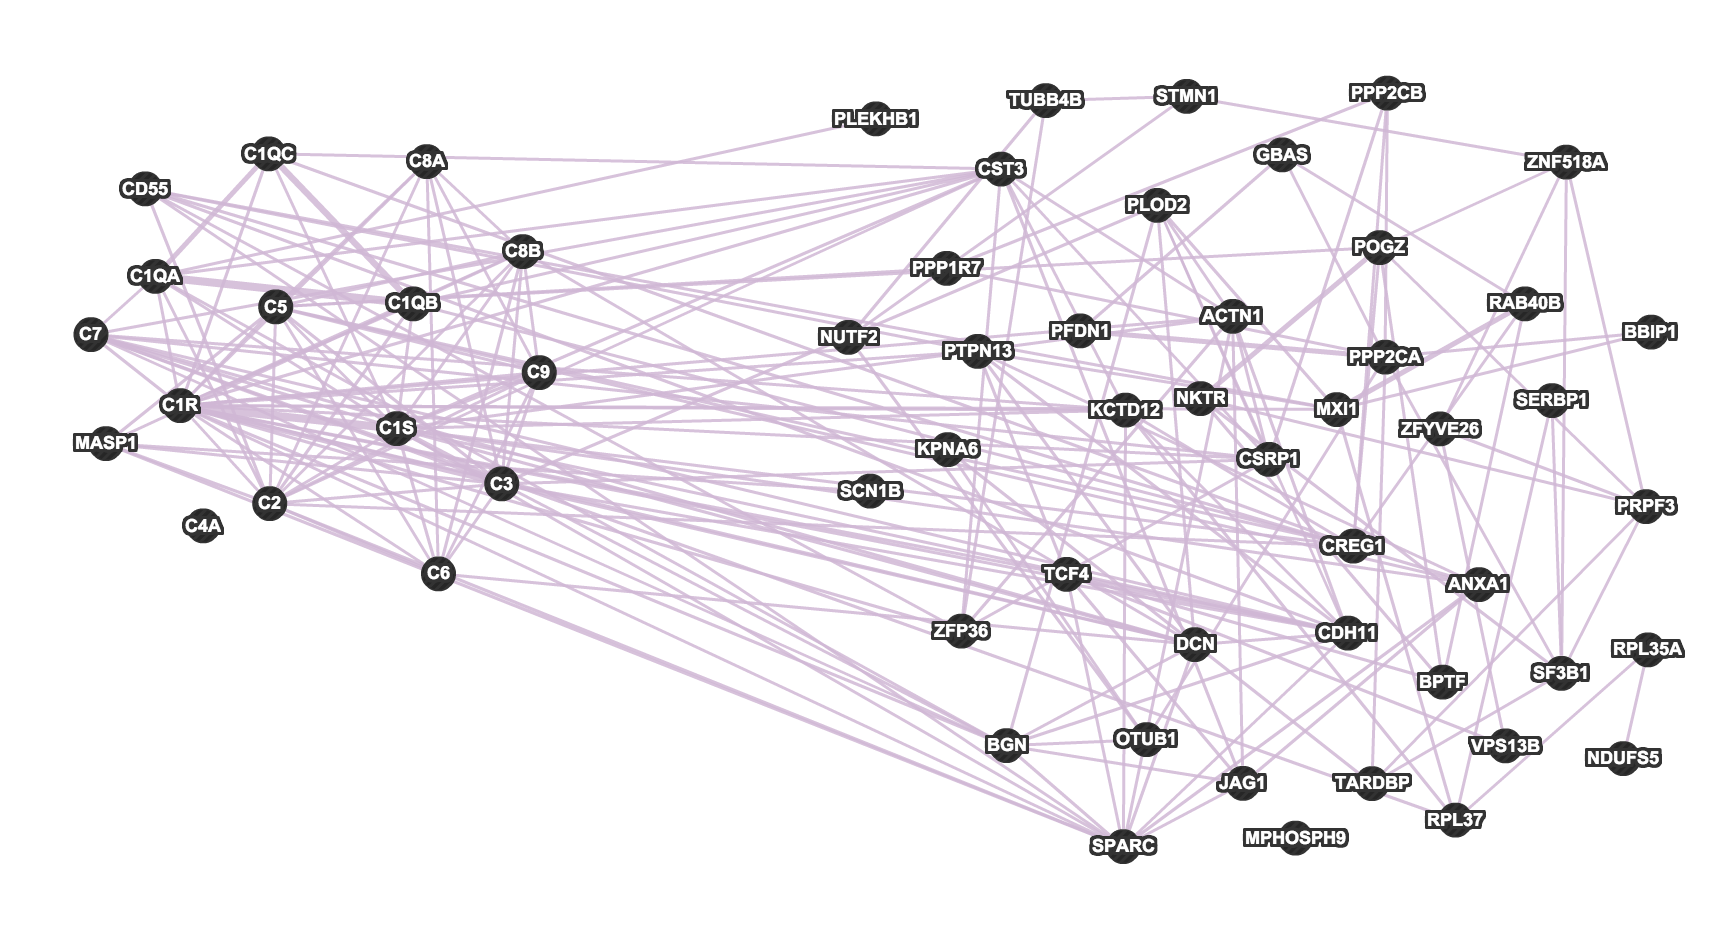 PPP2CB
TUBB4B
STMN1
PLEKHB1
C1QC
C8A
GBAS
ZNF518A
CST3
CD55
PLOD2
POGZ
C8B
PPP1R7
C1QA
C5
C1QB
RAB40B
ACTN1
PFDN1
BBIP1
C7
NUTF2
PTPN13
PPP2CA
C9
NKTR
SERBP1
C1R
KCTD12
MXI1
C1S
ZFYVE26
MASP1
KPNA6
CSRP1
C3
SCN1B
C2
PRPF3
C4A
CREG1
C6
TCF4
ANXA1
ZFP36
CDH11
DCN
RPL35A
SF3B1
BPTF
BGN
OTUB1
VPS13B
NDUFS5
JAG1
TARDBP
RPL37
MPHOSPH9
SPARC